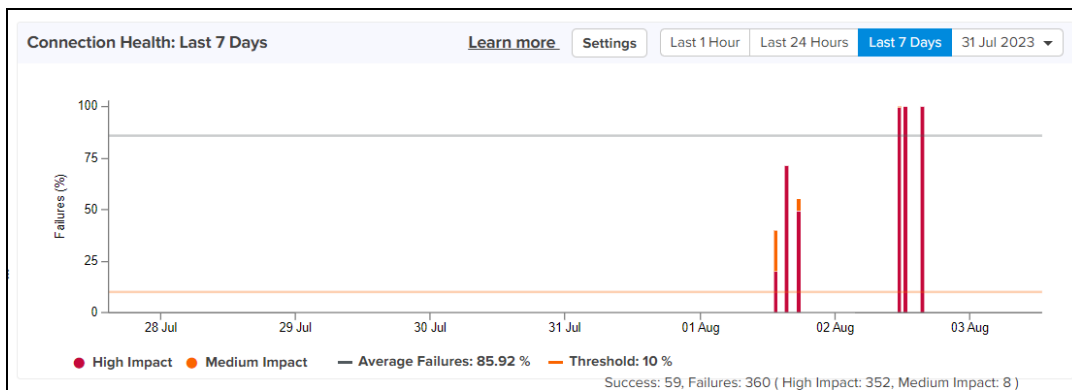 Connection Health: Last 7 Days Learn more Settings Last 1 Hour Last 24 Hours Last 7 Days 31 Jul 2023
100
75
50
25
0
Failures (%)
28 Jul 29 Jul 30 Jul 31 Jul 01 Aug 02 Aug 03 Aug
High Impact Medium Impact Average Failures: 85.92 % Threshold: 10 %
Success: 59, Failures: 360 ( High Impact: 352, Medium Impact: 8 )